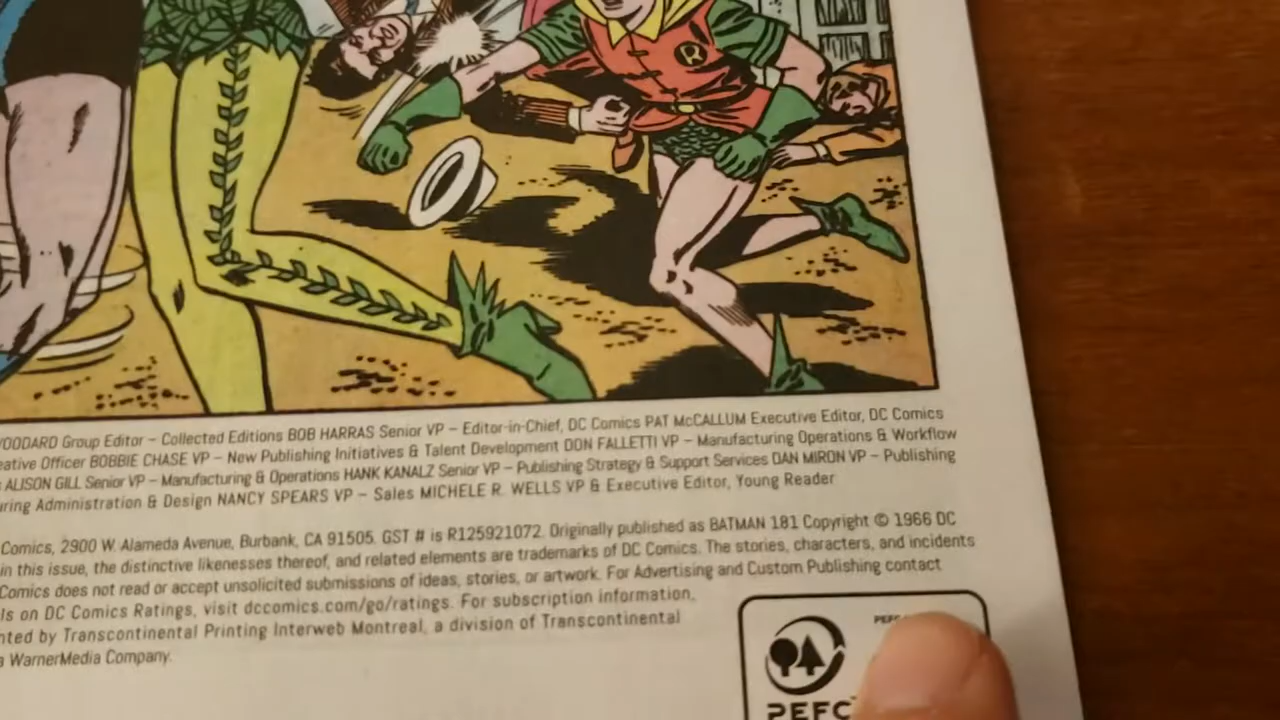 R
WOODARD Group Editor – Collected Editions BOB HARRAS Senior VP – Editor-in-Chief, DC Comics PAT McCALLUM Executive Editor, DC Comics
eative Officer BOBBIE CHASE VP – New Publishing Initiatives & Talent Development DON FALLETTI VP – Manufacturing Operations & Workflow
ALISON GILL Senior VP – Manufacturing & Operations HANK KANALZ Senior VP – Publishing Strategy & Support Services DAN MIRON VP – Publishing
uring Administration & Design NANCY SPEARS VP – Sales MICHELE R. WELLS VP & Executive Editor, Young Reader
Comics, 2900 W. Alameda Avenue, Burbank, CA 91505. GST # is R125921072. Originally published as BATMAN 181 Copyright © 1966 DC
in this issue, the distinctive likenesses thereof, and related elements are trademarks of DC Comics. The stories, characters, and incidents
Comics does not read or accept unsolicited submissions of ideas, stories, or artwork. For Advertising and Custom Publishing contact
ls on DC Comics Ratings, visit dccomics.com/go/ratings. For subscription information,
nted by Transcontinental Printing Interweb Montreal, a division of Transcontinental
a WarnerMedia Company.
PEFC